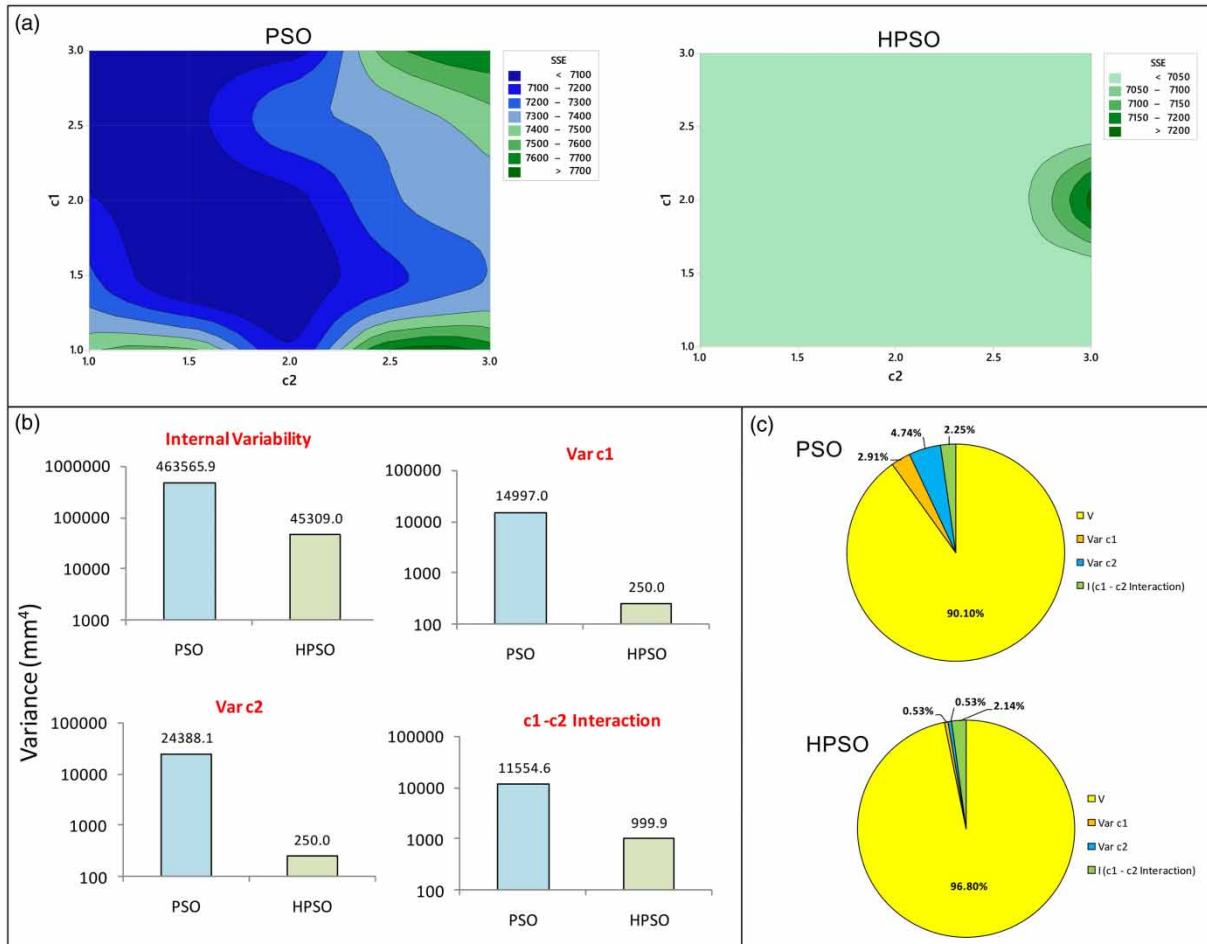 (a)
PSO
3.0
2.5
2.0
1.5
1.0
c1
1.0 1.5 2.0 2.5 3.0
c2
SSE
< 7100
7100 – 7200
7200 – 7300
7300 – 7400
7400 – 7500
7500 – 7600
7600 – 7700
> 7700
HPSO
3.0
2.5
2.0
1.5
1.0
c1
1.0 1.5 2.0 2.5 3.0
c2
SSE
< 7050
7050 – 7100
7100 – 7150
7150 – 7200
> 7200
(b)
Variance (mm⁴)
Internal Variability
1000000
100000
10000
1000
463565.9
45309.0
PSO HPSO
Var c1
100000
10000
1000
100
14997.0
250.0
PSO HPSO
Var c2
100000
10000
1000
100
24388.1
250.0
PSO HPSO
c1 -c2 Interaction
100000
10000
1000
100
11554.6
999.9
PSO HPSO
(c)
PSO
2.91%
4.74%
2.25%
90.10%
V
Var c1
Var c2
I (c1 - c2 Interaction)
HPSO
0.53%
0.53%
2.14%
96.80%
V
Var c1
Var c2
I (c1 - c2 Interaction)